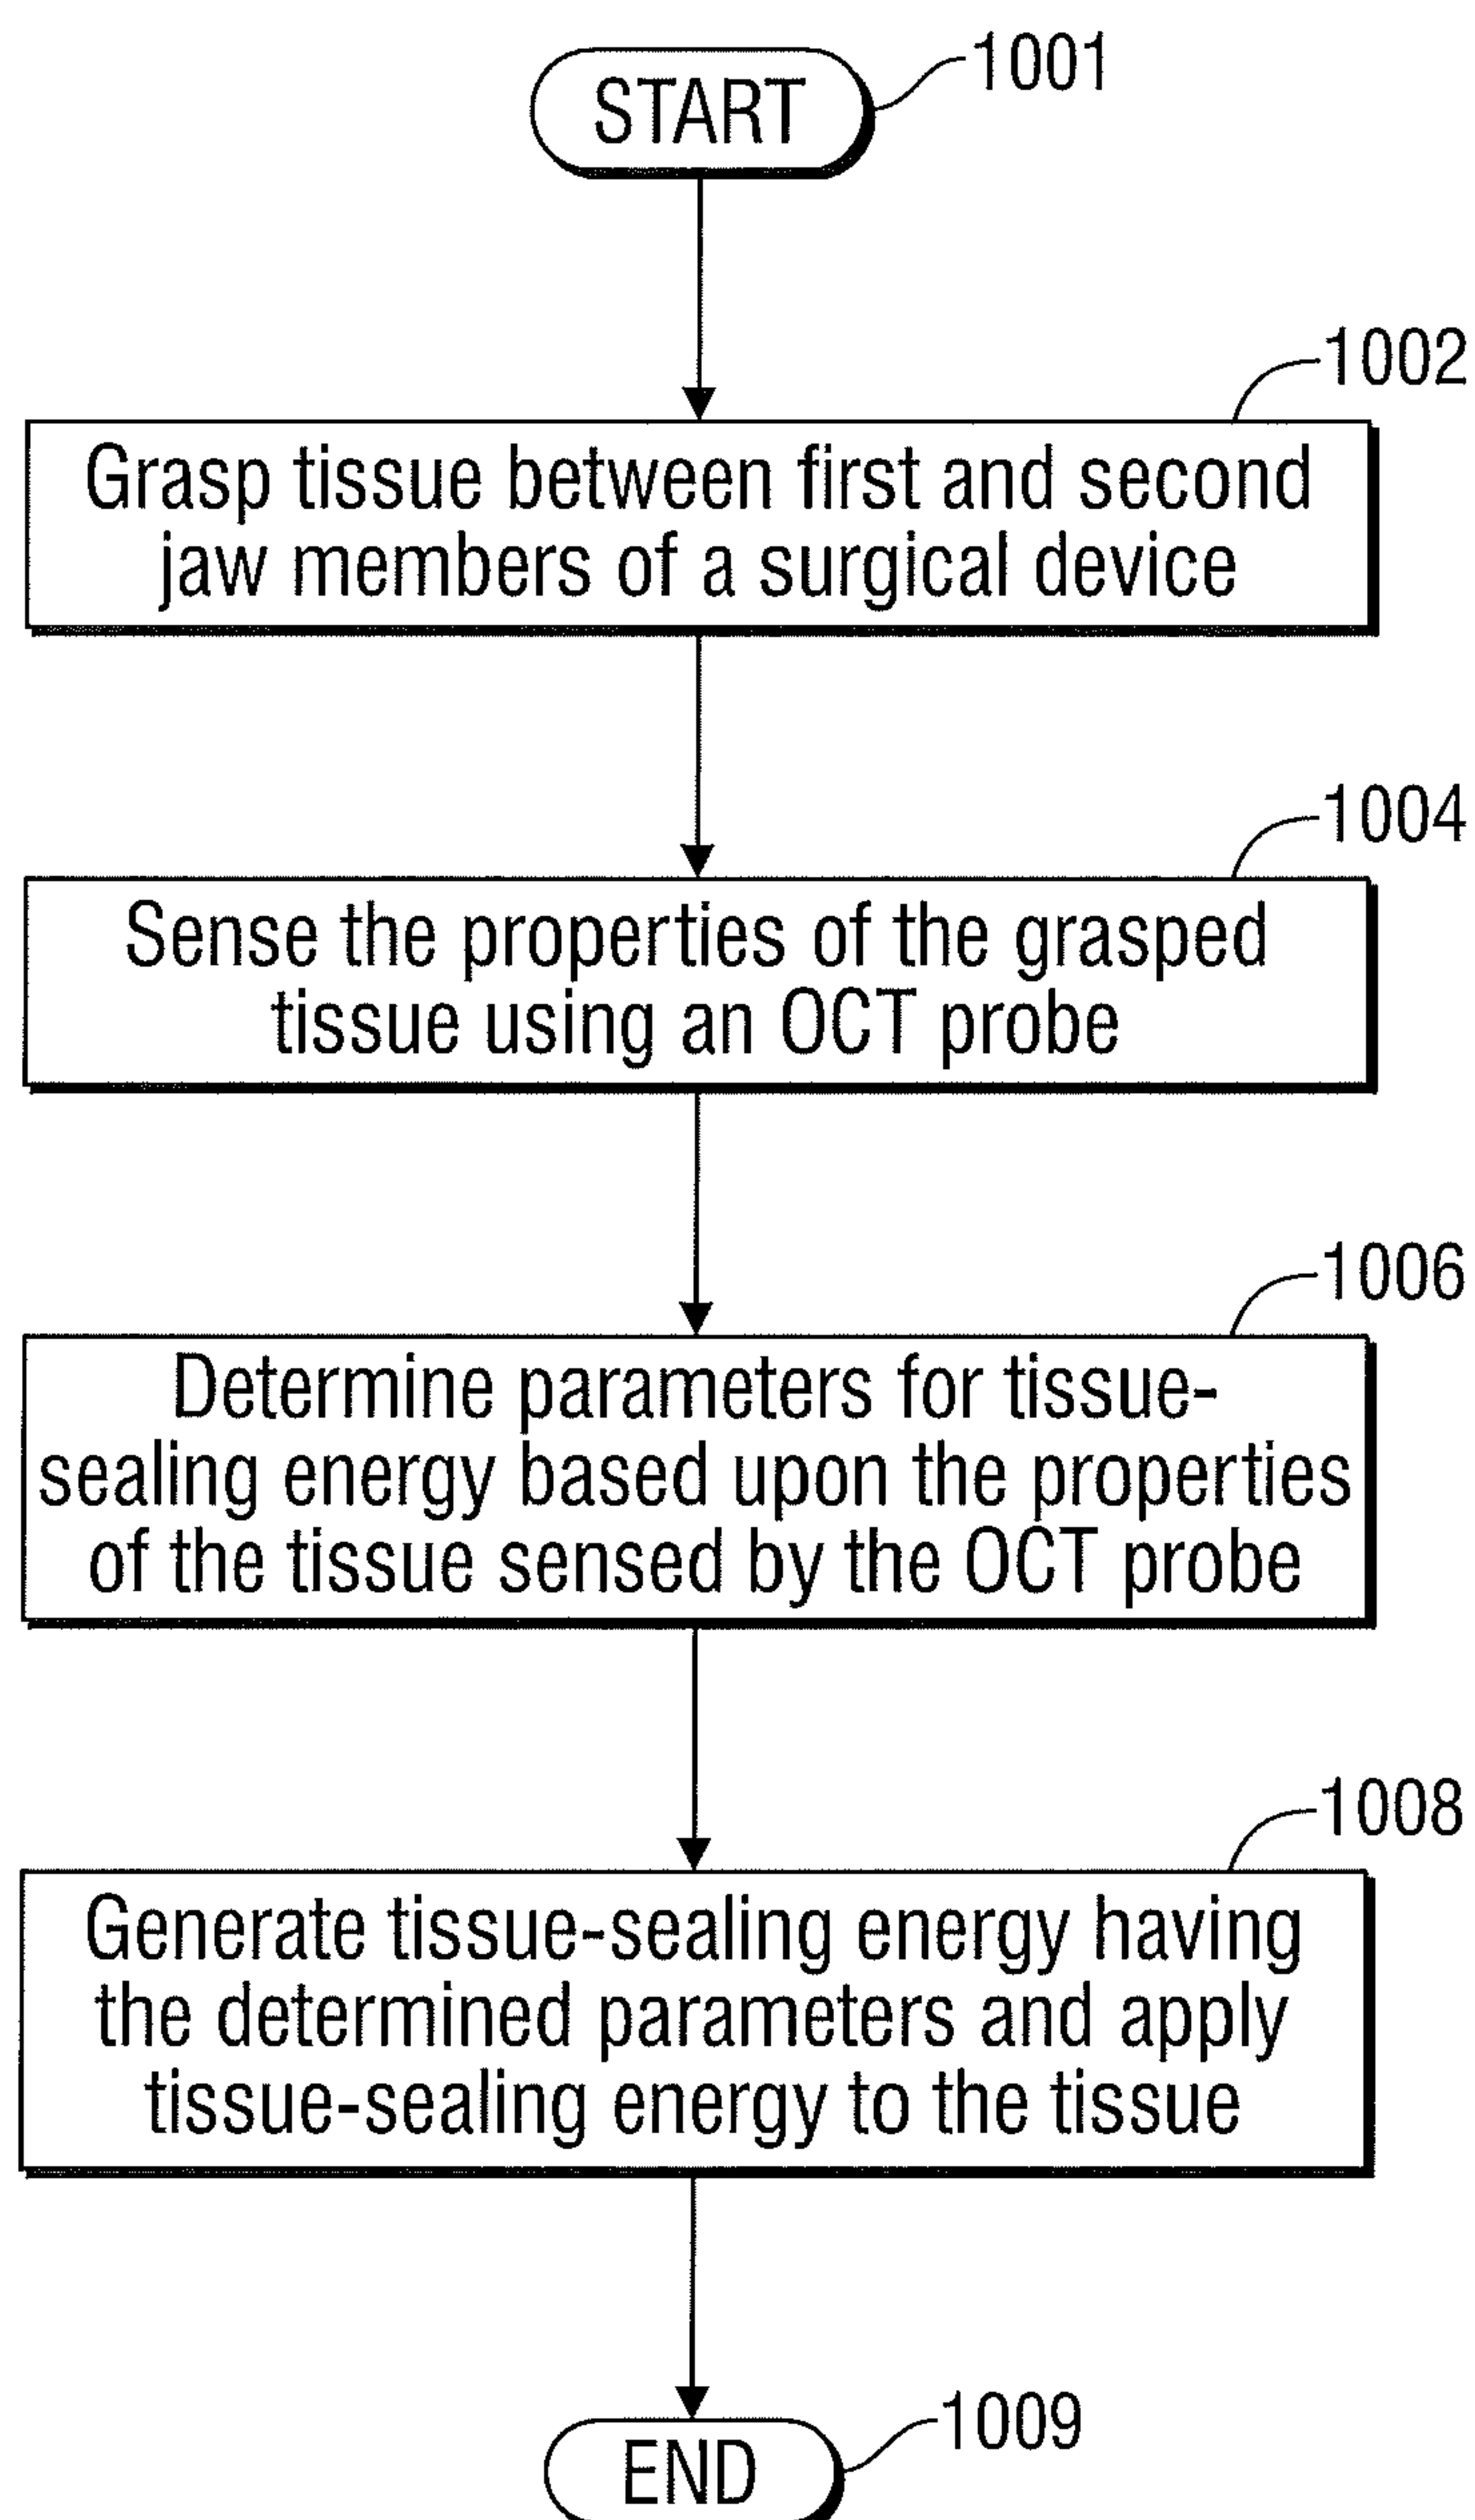 START
1001
1002
Grasp tissue between first and second
jaw members of a surgical device
1004
Sense the properties of the grasped
tissue using an OCT probe
1006
Determine parameters for tissue-
sealing energy based upon the properties
of the tissue sensed by the OCT probe
1008
Generate tissue-sealing energy having
the determined parameters and apply
tissue-sealing energy to the tissue
1009
END